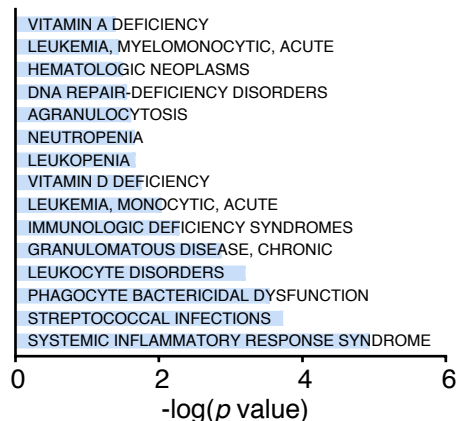 VITAMIN A DEFICIENCY
LEUKEMIA, MYELOMONOCYTIC, ACUTE
HEMATOLOGIC NEOPLASMS
DNA REPAIR-DEFICIENCY DISORDERS
AGRANULOCYTOSIS
NEUTROPENIA
LEUKOPENIA
VITAMIN D DEFICIENCY
LEUKEMIA, MONOCYTIC, ACUTE
IMMUNOLOGIC DEFICIENCY SYNDROMES
GRANULOMATOUS DISEASE, CHRONIC
LEUKOCYTE DISORDERS
PHAGOCYTE BACTERICIDAL DYSFUNCTION
STREPTOCOCCAL INFECTIONS
SYSTEMIC INFLAMMATORY RESPONSE SYNDROME
0 2 4 6
-log(p value)